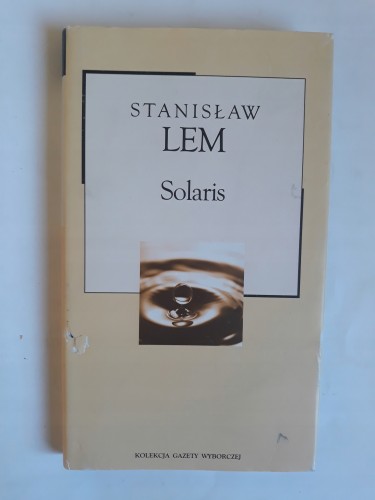 STANISŁAW
LEM
Solaris
KOLEKCJA GAZETY WYBORCZEJ